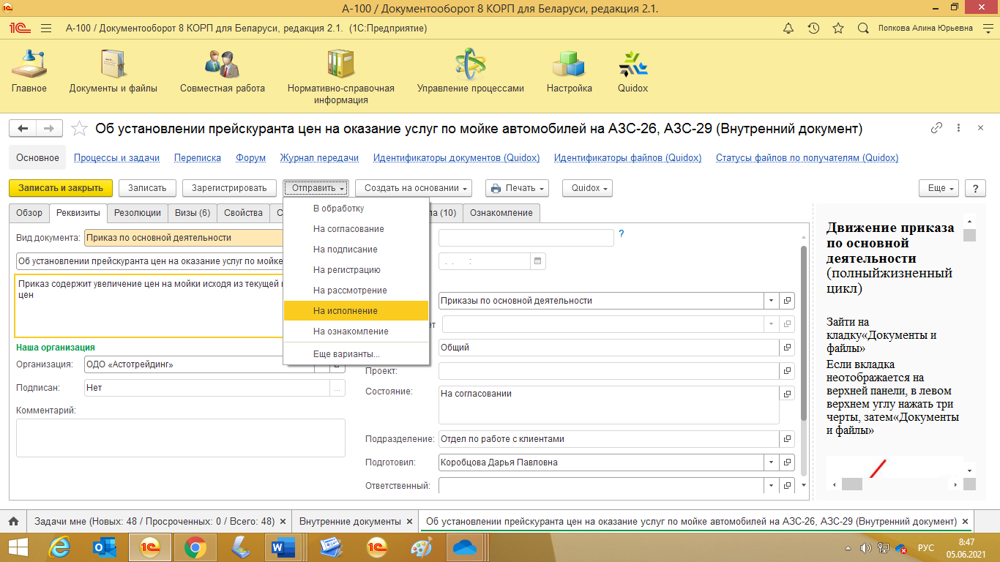 А-100 / Документооборот 8 КОРП для Беларуси, редакция 2.1.
А-100 / Документооборот 8 КОРП для Беларуси, редакция 2.1. (1С:Предприятие)
Попкова Алина Юрьевна
Главное
Документы и файлы
Совместная работа
Нормативно-справочная
информация
Управление процессами
Настройка
Quidox
Об установлении прейскуранта цен на оказание услуг по мойке автомобилей на АЗС-26, АЗС-29 (Внутренний документ)
Основное Процессы и задачи Переписка Форум Журнал передачи Идентификаторы документов (Quidox) Идентификаторы файлов (Quidox) Статусы файлов по получателям (Quidox)
Записать и закрыть Записать Зарегистрировать Отправить Создать на основании Печать Quidox Еще ?
Обзор Реквизиты Резолюции Визы (6) Свойства (10) Ознакомление
В обработку
На согласование
На подписание
На регистрацию
На рассмотрение
На исполнение
На ознакомление
Еще варианты...
Вид документа: Приказ по основной деятельности
?
Об установлении прейскуранта цен на оказание услуг по мойке
. . :
Приказ содержит увеличение цен на мойки исходя из текущей
цен
Приказы по основной деятельности
Наша организация
Общий
Организация: ОДО «Астотрейдинг»
Проект:
Подписан: Нет ...
Состояние: На согласовании
Комментарий:
Подразделение: Отдел по работе с клиентами
Подготовил: Коробцова Дарья Павловна
Ответственный:
Движение приказа
по основной
деятельности
(полныйжизненный
цикл)
Зайти на
кладку«Документы и
файлы»
Если вкладка
неотображается на
верхней панели, в левом
верхнем углу нажать три
черты, затем«Документы
и файлы»
Задачи мне (Новых: 48 / Просроченных: 0 / Всего: 48) Внутренние документы Об установлении прейскуранта цен на оказание услуг по мойке автомобилей на АЗС-26, АЗС-29 (Внутренний документ)
РУС
8:47
05.06.2021